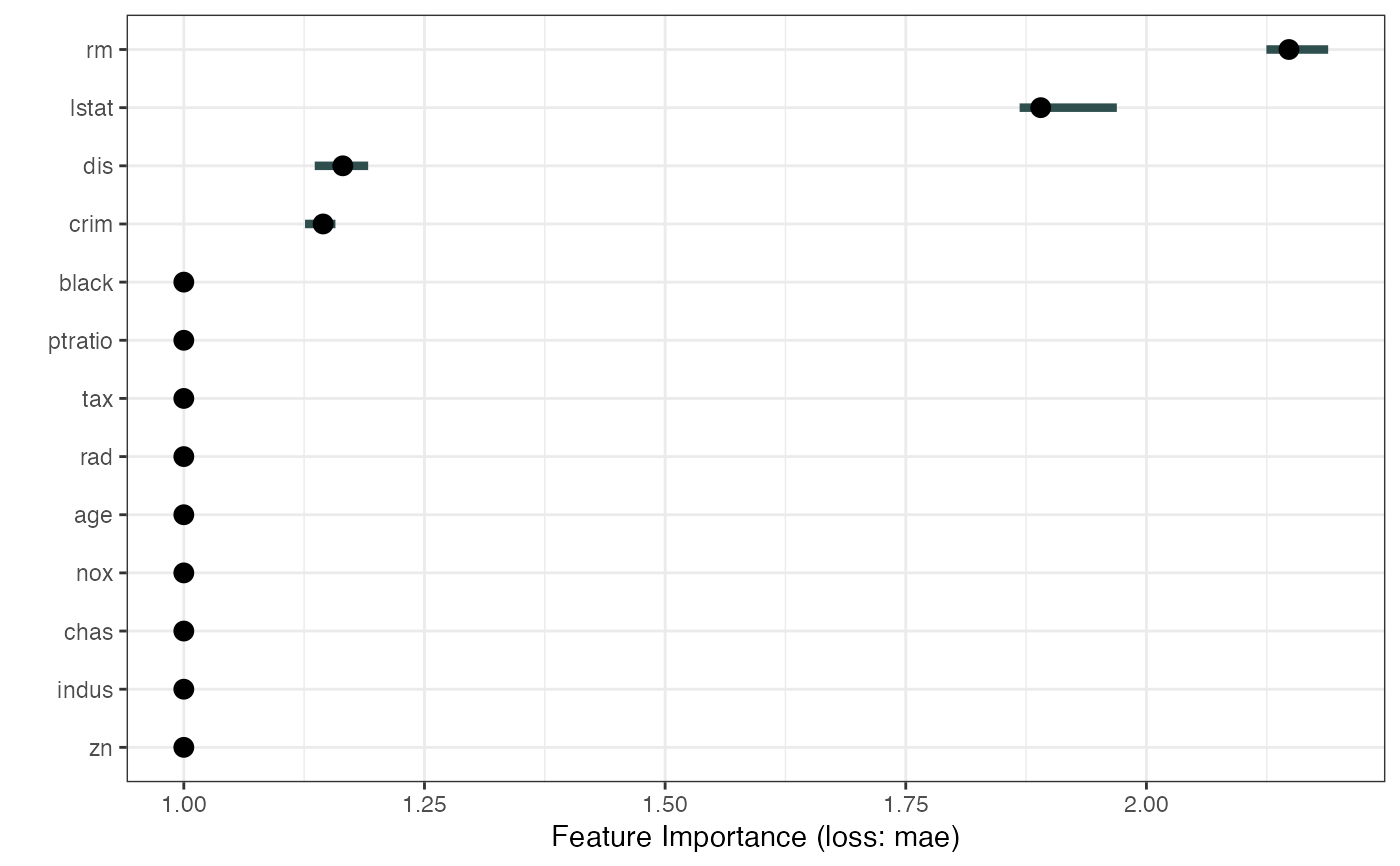 rm
lstat
dis
crim
black
ptratio
tax
rad
age
nox
chas
indus
zn
1.00 1.25 1.50 1.75 2.00
Feature Importance (loss: mae)